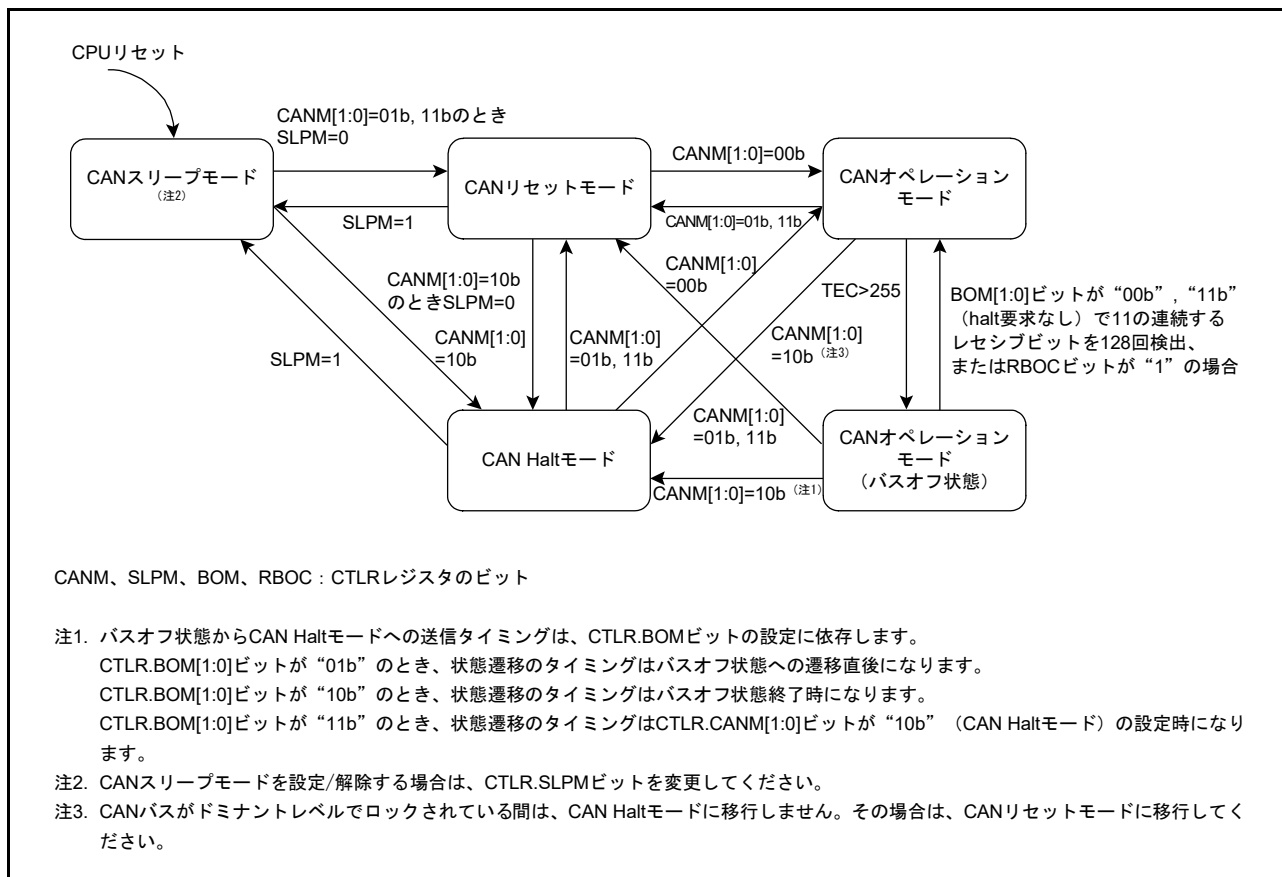 CPUリセット
CANM[1:0]=01b, 11bのとき
SLPM=0
CANスリープモード
(注2)
SLPM=1
CANリセットモード
CANM[1:0]=00b
CANM[1:0]=01b, 11b
CANオペレーション
モード
CANM[1:0]=10b
のときSLPM=0
CANM[1:0]
=10b
CANM[1:0]
=01b, 11b
CANM[1:0]
=00b
CANM[1:0]
=10b (注3)
TEC>255
BOM[1:0]ビットが“00b”, “11b”
(halt要求なし)で11の連続する
レセシブビットを128回検出、
またはRBOCビットが“1”の場合
SLPM=1
CAN Haltモード
CANM[1:0]
=01b, 11b
CANM[1:0]=10b (注1)
CANオペレーション
モード
(バスオフ状態)
CANM、SLPM、BOM、RBOC : CTLRレジスタのビット
注1. バスオフ状態からCAN Haltモードへの送信タイミングは、CTLR.BOMビットの設定に依存します。
CTLR.BOM[1:0]ビットが“01b”のとき、状態遷移のタイミングはバスオフ状態への遷移直後になります。
CTLR.BOM[1:0]ビットが“10b”のとき、状態遷移のタイミングはバスオフ状態終了時になります。
CTLR.BOM[1:0]ビットが“11b”のとき、状態遷移のタイミングはCTLR.CANM[1:0]ビットが“10b” (CAN Haltモード)の設定時になり
ます。
注2. CANスリープモードを設定/解除する場合は、CTLR.SLPMビットを変更してください。
注3. CANバスがドミナントレベルでロックされている間は、CAN Haltモードに移行しません。その場合は、CANリセットモードに移行してく
ださい。